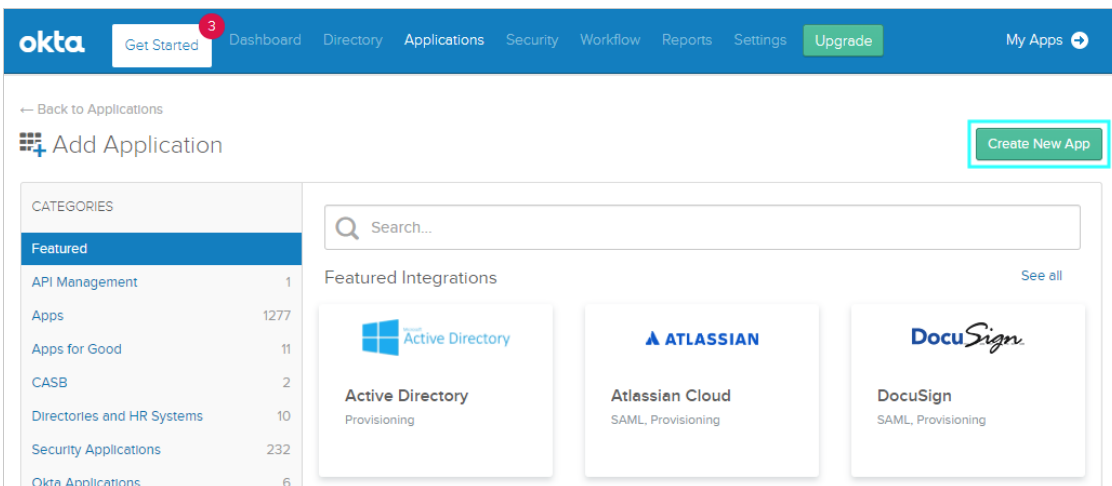 okta Get Started 3 Dashboard Directory Applications Security Workflow Reports Settings Upgrade My Apps
← Back to Applications
Add Application
Create New App
CATEGORIES
Featured
API Management 1
Apps 1277
Apps for Good 11
CASB 2
Directories and HR Systems 10
Security Applications 232
Okta Applications 6
Search...
Featured Integrations
See all
Microsoft
Active Directory
Active Directory
Provisioning
ATLASSIAN
Atlassian Cloud
SAML, Provisioning
DocuSign
DocuSign
SAML, Provisioning